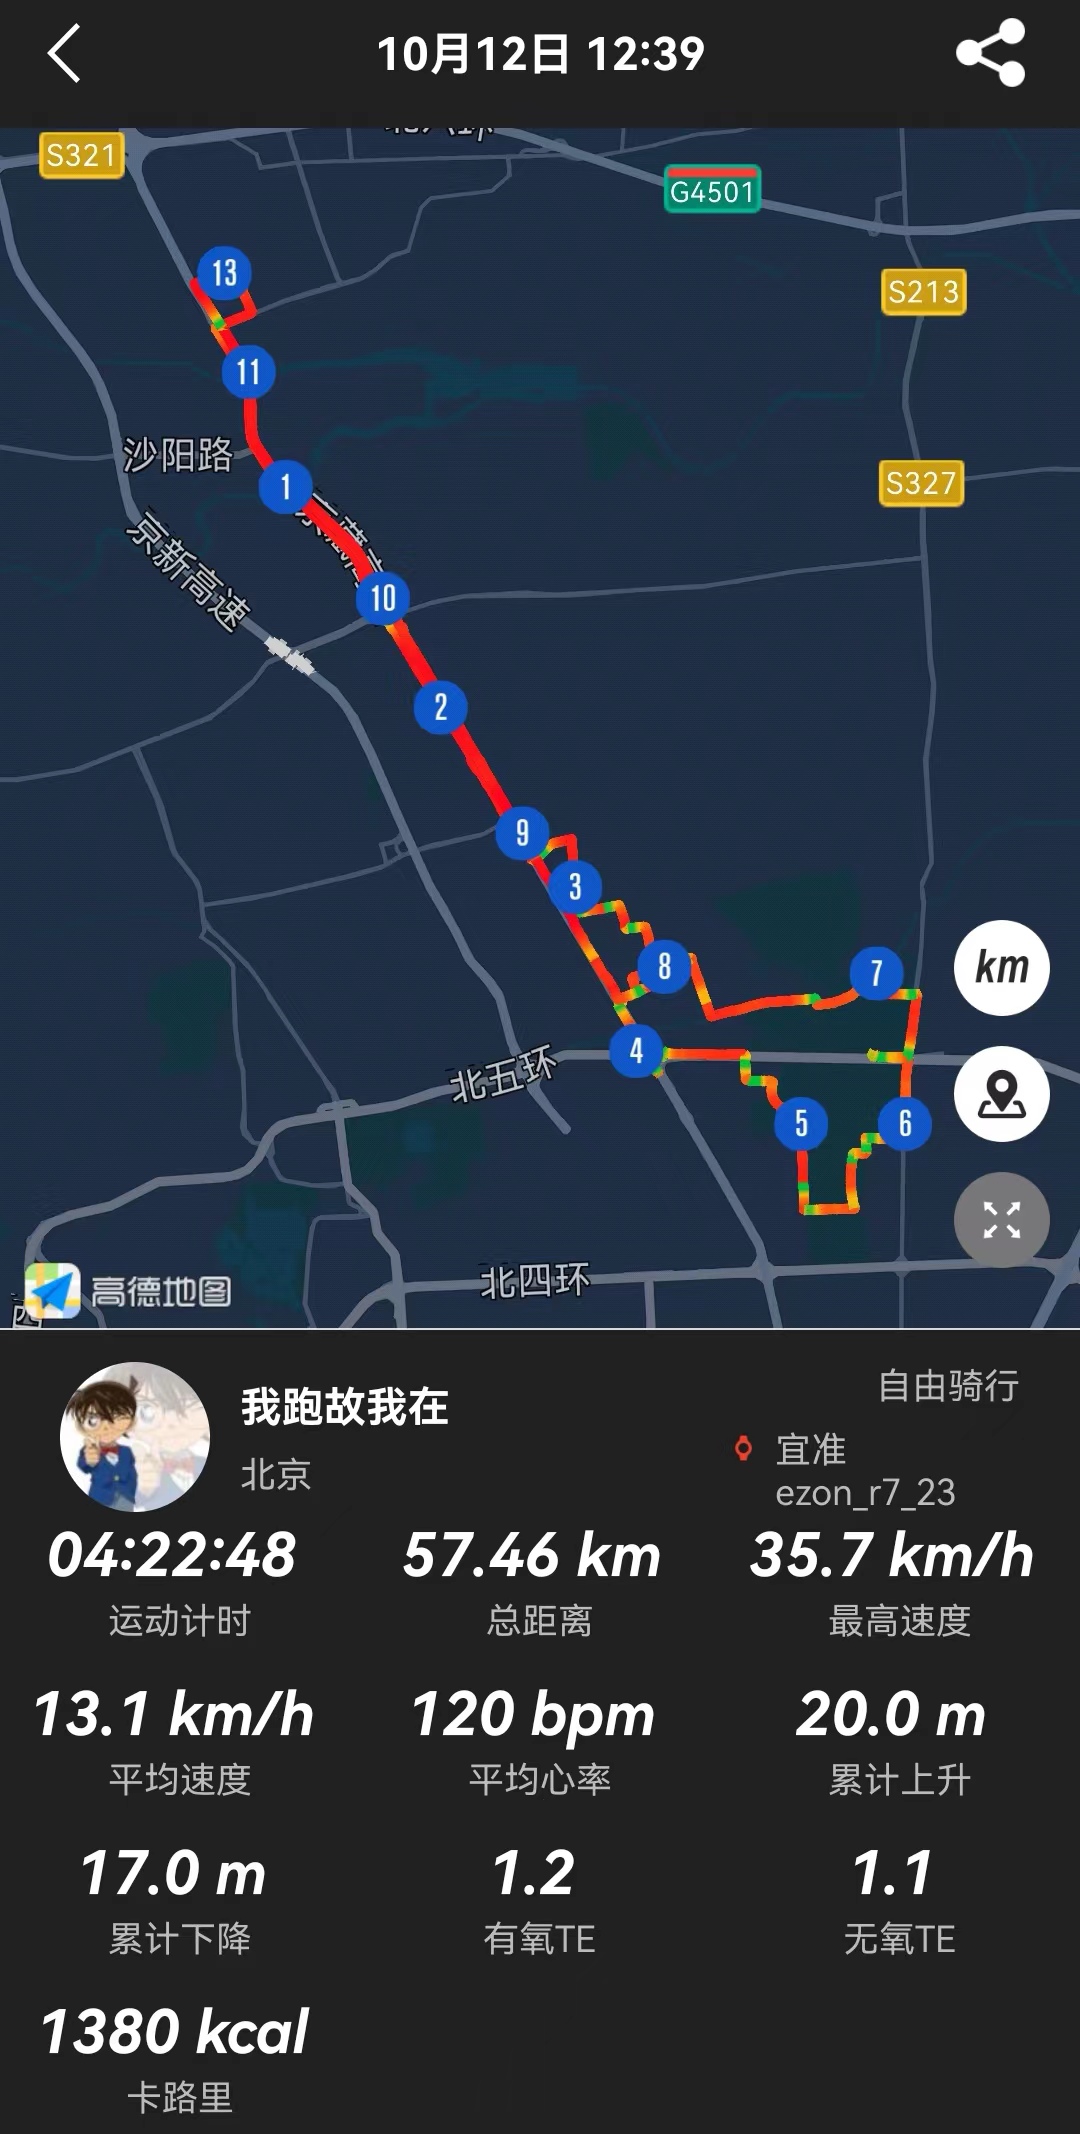 10月12日 12:39
S321
G4501
S213
13
11
沙阳路
1
S327
京新高速
10
2
9
3
8
7
km
4
北五环
5
6
北四环
高德地图
我跑故我在
自由骑行
北京
宜准
ezon_r7_23
04:22:48
57.46 km
35.7 km/h
运动计时
总距离
最高速度
13.1 km/h
120 bpm
20.0 m
平均速度
平均心率
累计上升
17.0 m
1.2
1.1
累计下降
有氧TE
无氧TE
1380 kcal
卡路里